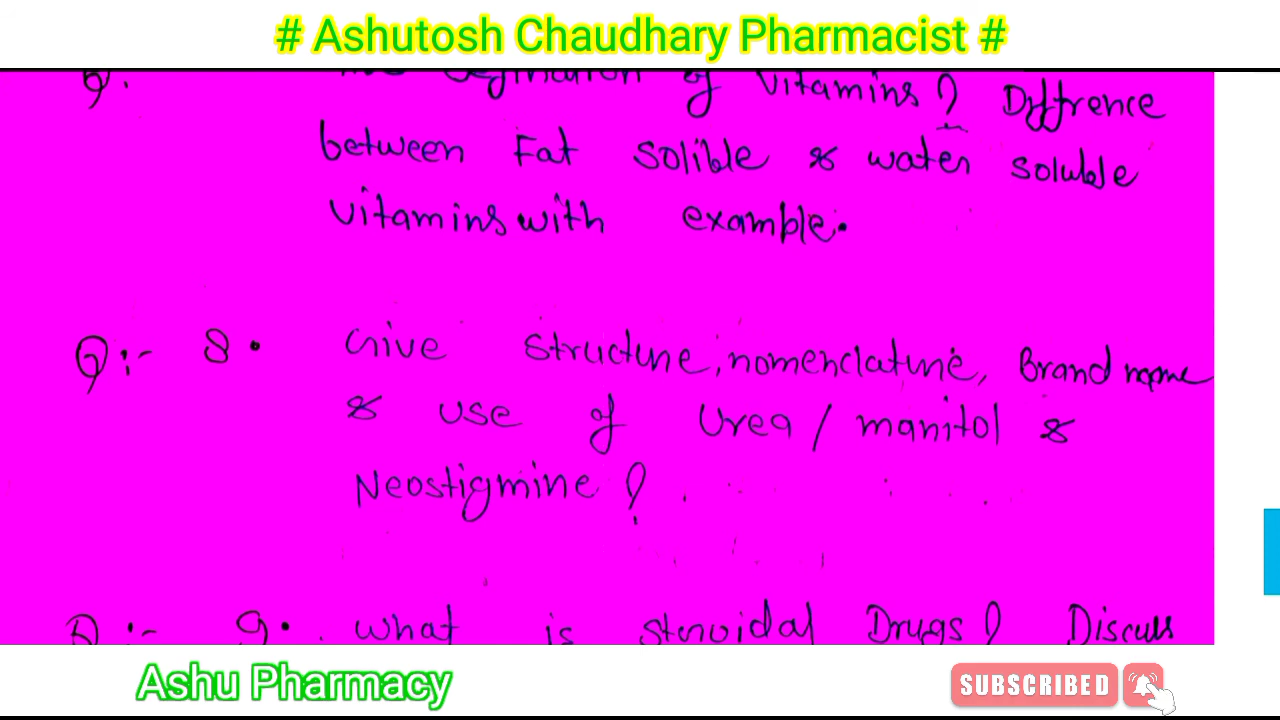 # Ashutosh Chaudhary Pharmacist #
Q. of Vitamins? Diffrence
between Fat solible & water soluble
vitamins with example.
Q:- 8. Give structure, nomenclature, Brand name
& use of Urea / manitol &
Neostigmine?
Q:- 9. What is steroidal Drugs? Discuss
Ashu Pharmacy
SUBSCRIBED